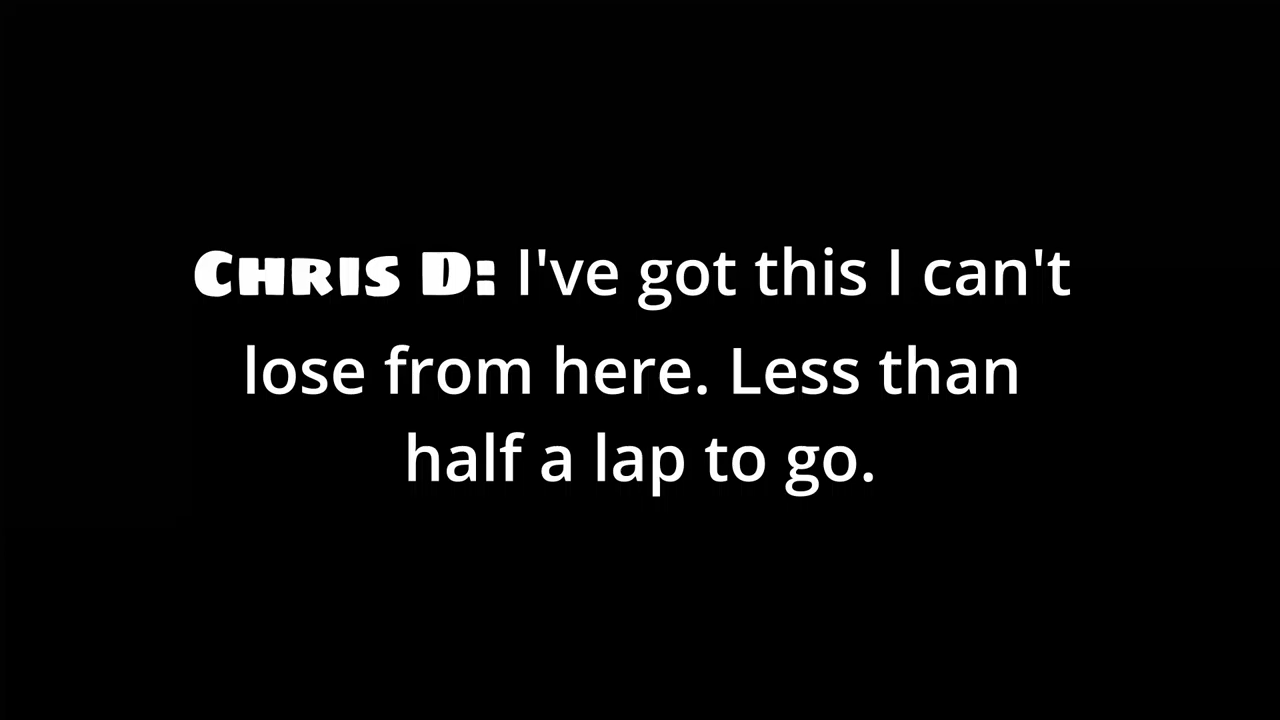 Chris D: I've got this I can't
lose from here. Less than
half a lap to go.